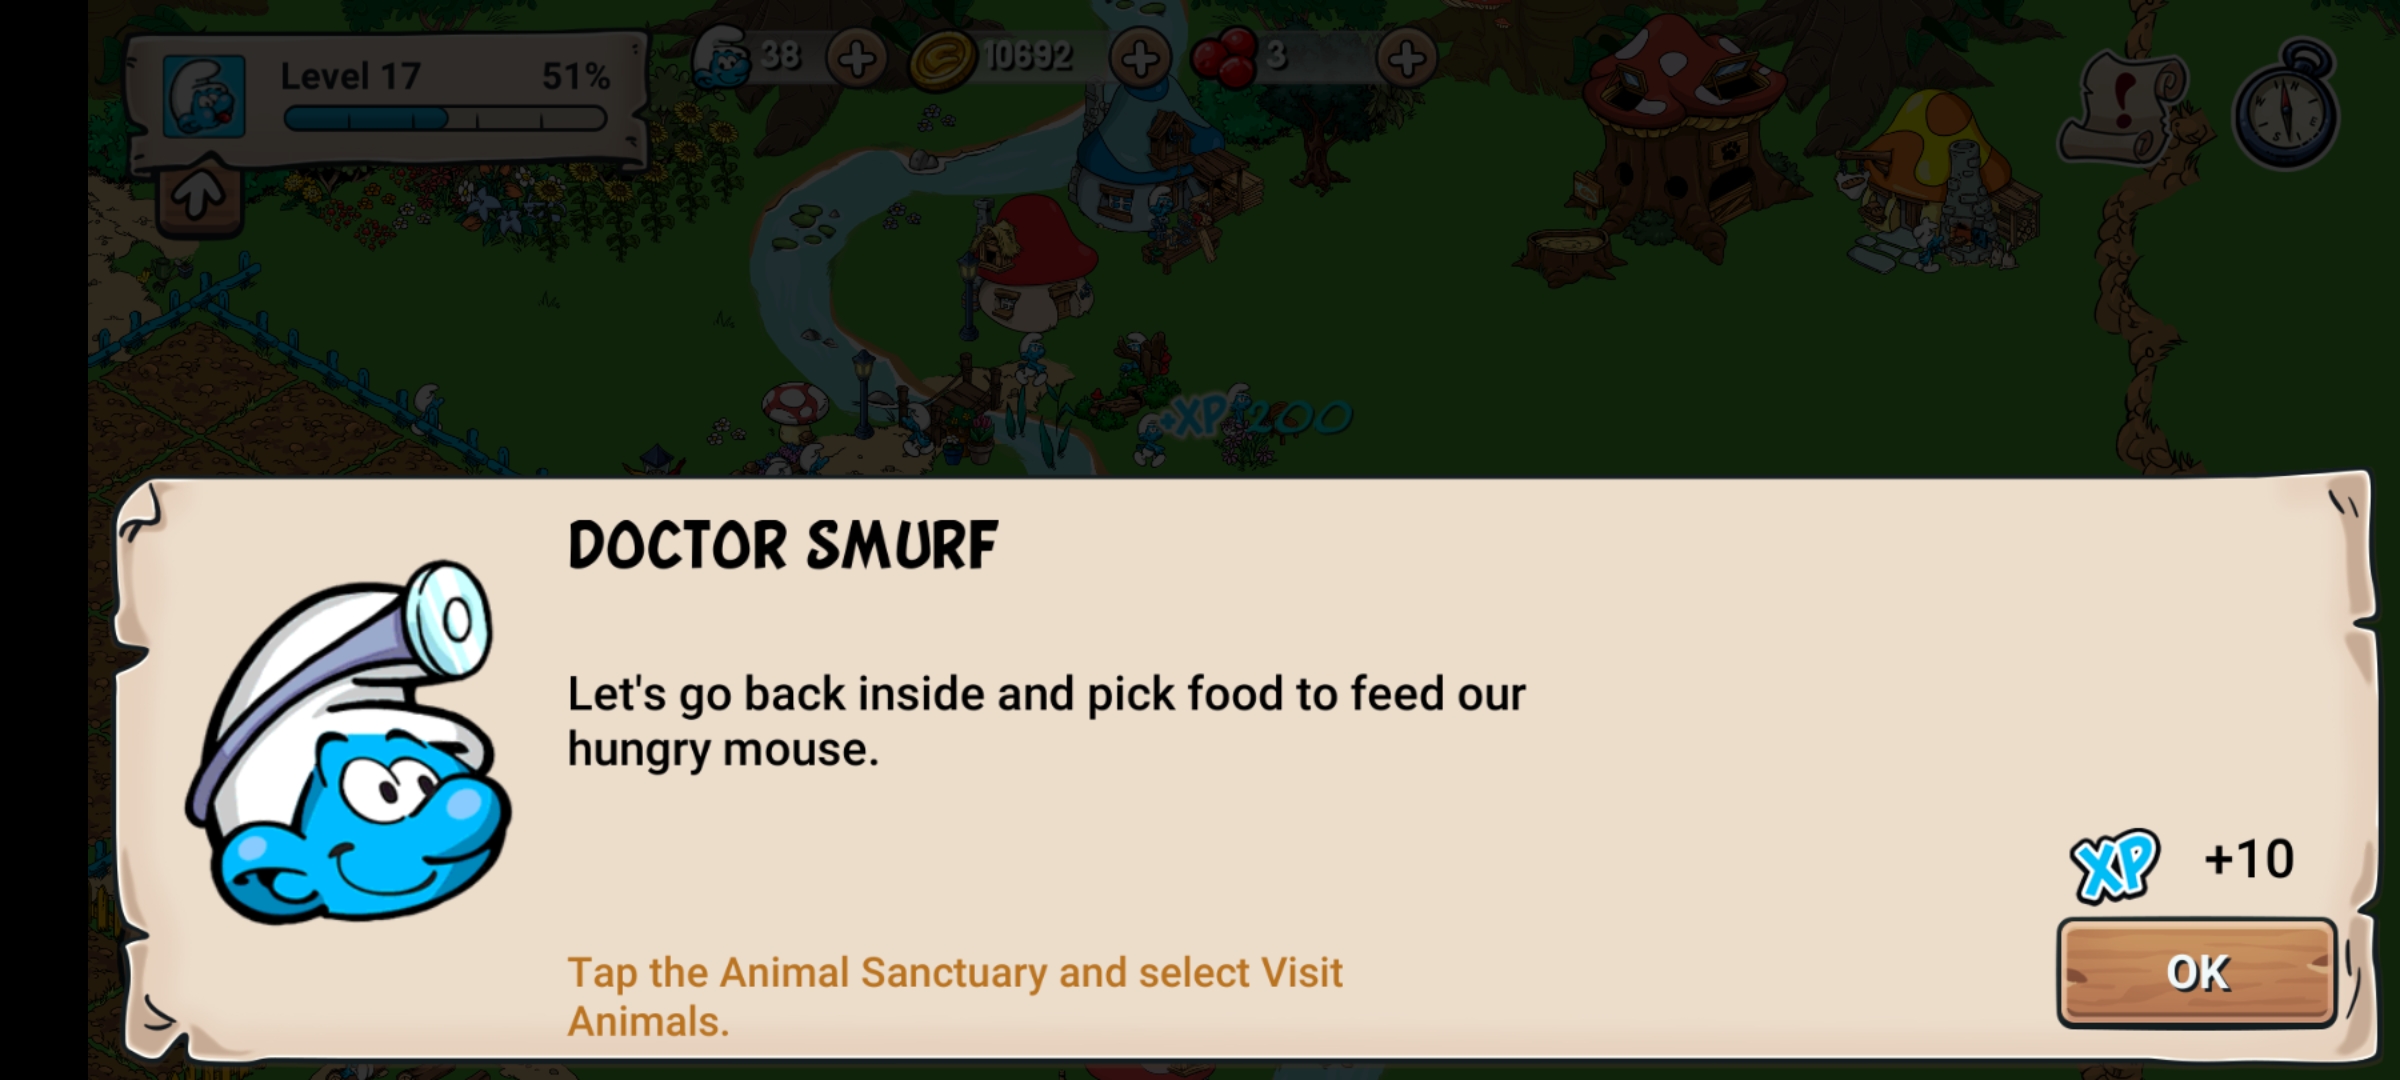 Level 17 51%
38
10692
3
+XP 200
DOCTOR SMURF
Let's go back inside and pick food to feed our
hungry mouse.
XP +10
Tap the Animal Sanctuary and select Visit
Animals.
OK